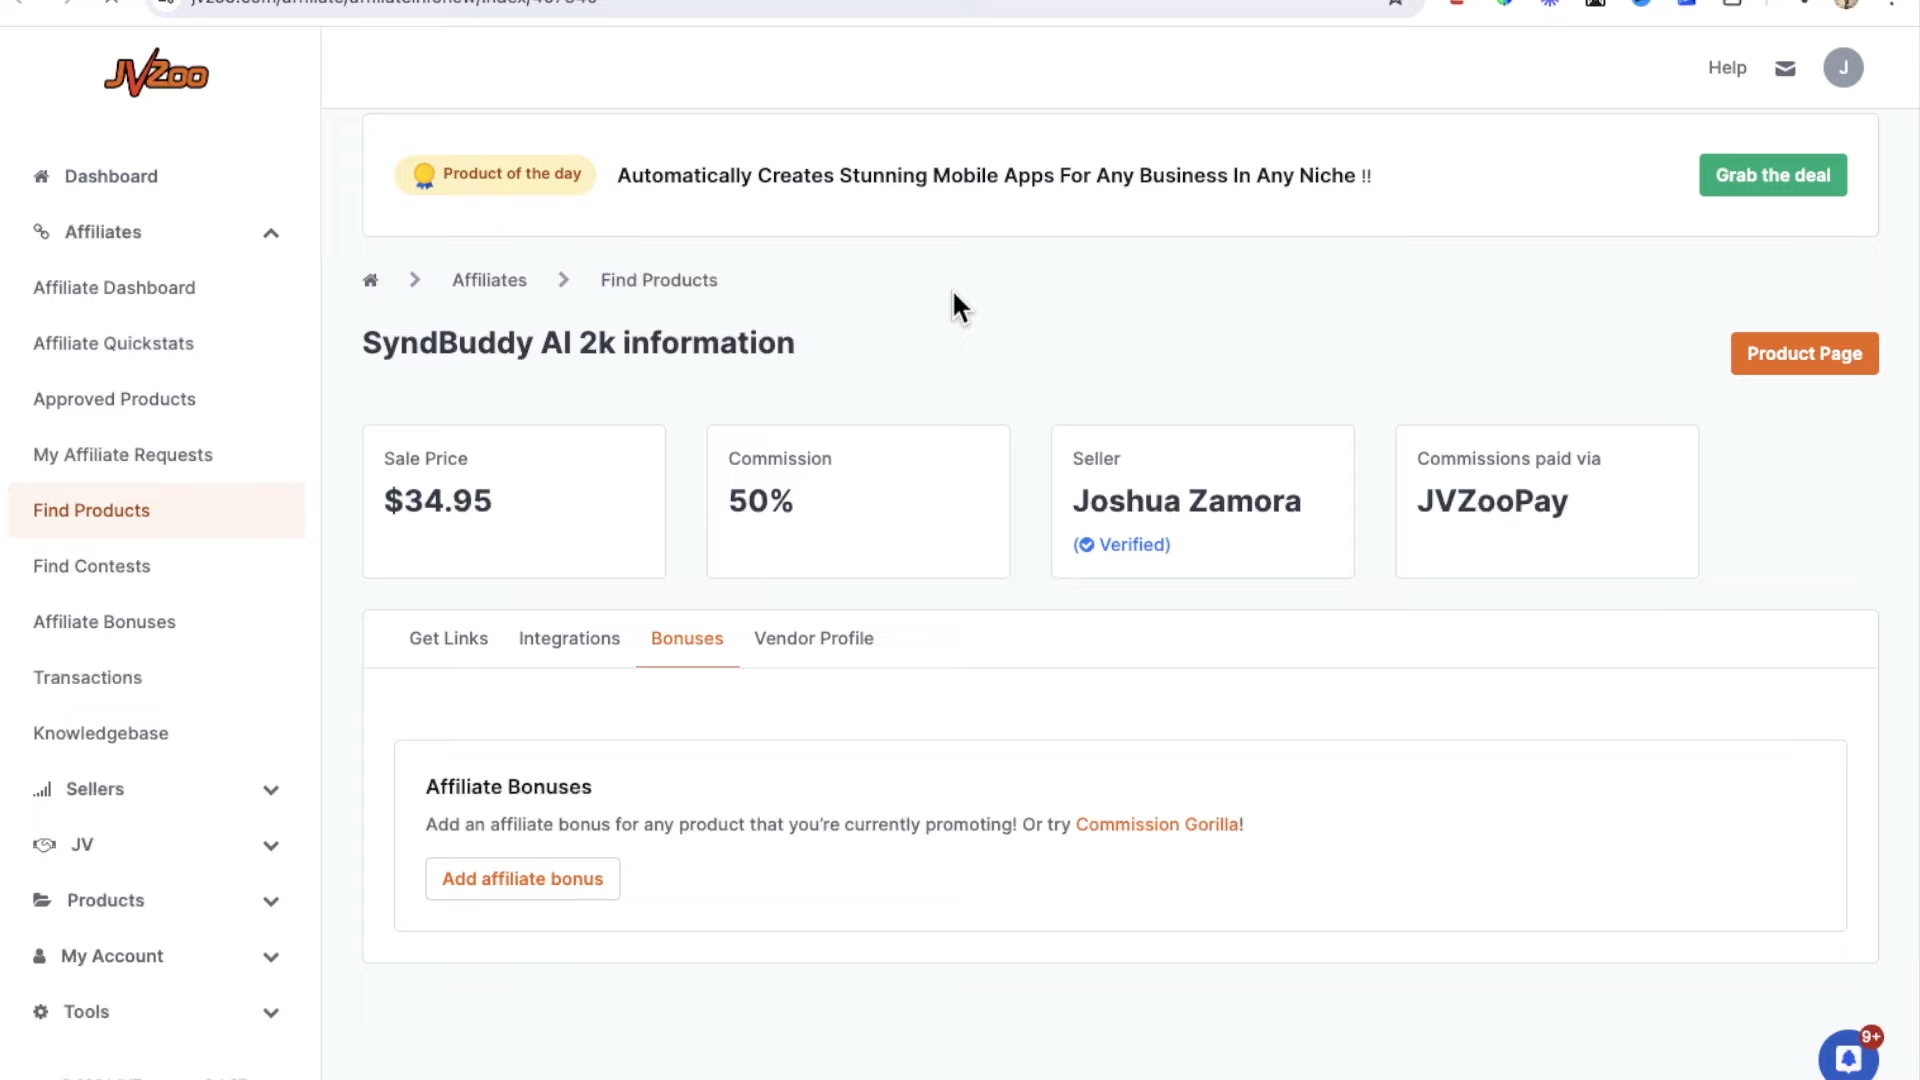 JVZoo
Help
J
Dashboard
Affiliates
Affiliate Dashboard
Affiliate Quickstats
Approved Products
My Affiliate Requests
Find Products
Find Contests
Affiliate Bonuses
Transactions
Knowledgebase
Sellers
JV
Products
My Account
Tools
Product of the day
Automatically Creates Stunning Mobile Apps For Any Business In Any Niche !!
Grab the deal
Affiliates
Find Products
SyndBuddy AI 2k information
Product Page
Sale Price
$34.95
Commission
50%
Seller
Joshua Zamora
(Verified)
Commissions paid via
JVZooPay
Get Links
Integrations
Bonuses
Vendor Profile
Affiliate Bonuses
Add an affiliate bonus for any product that you’re currently promoting! Or try Commission Gorilla!
Add affiliate bonus
9+